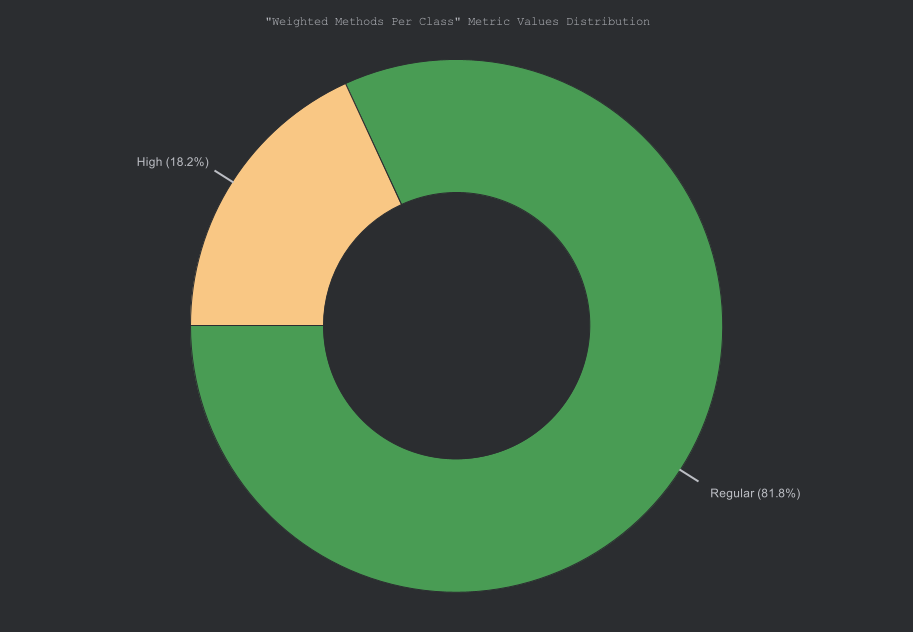 "Weighted Methods Per Class" Metric Values Distribution
High (18.2%)
Regular (81.8%)